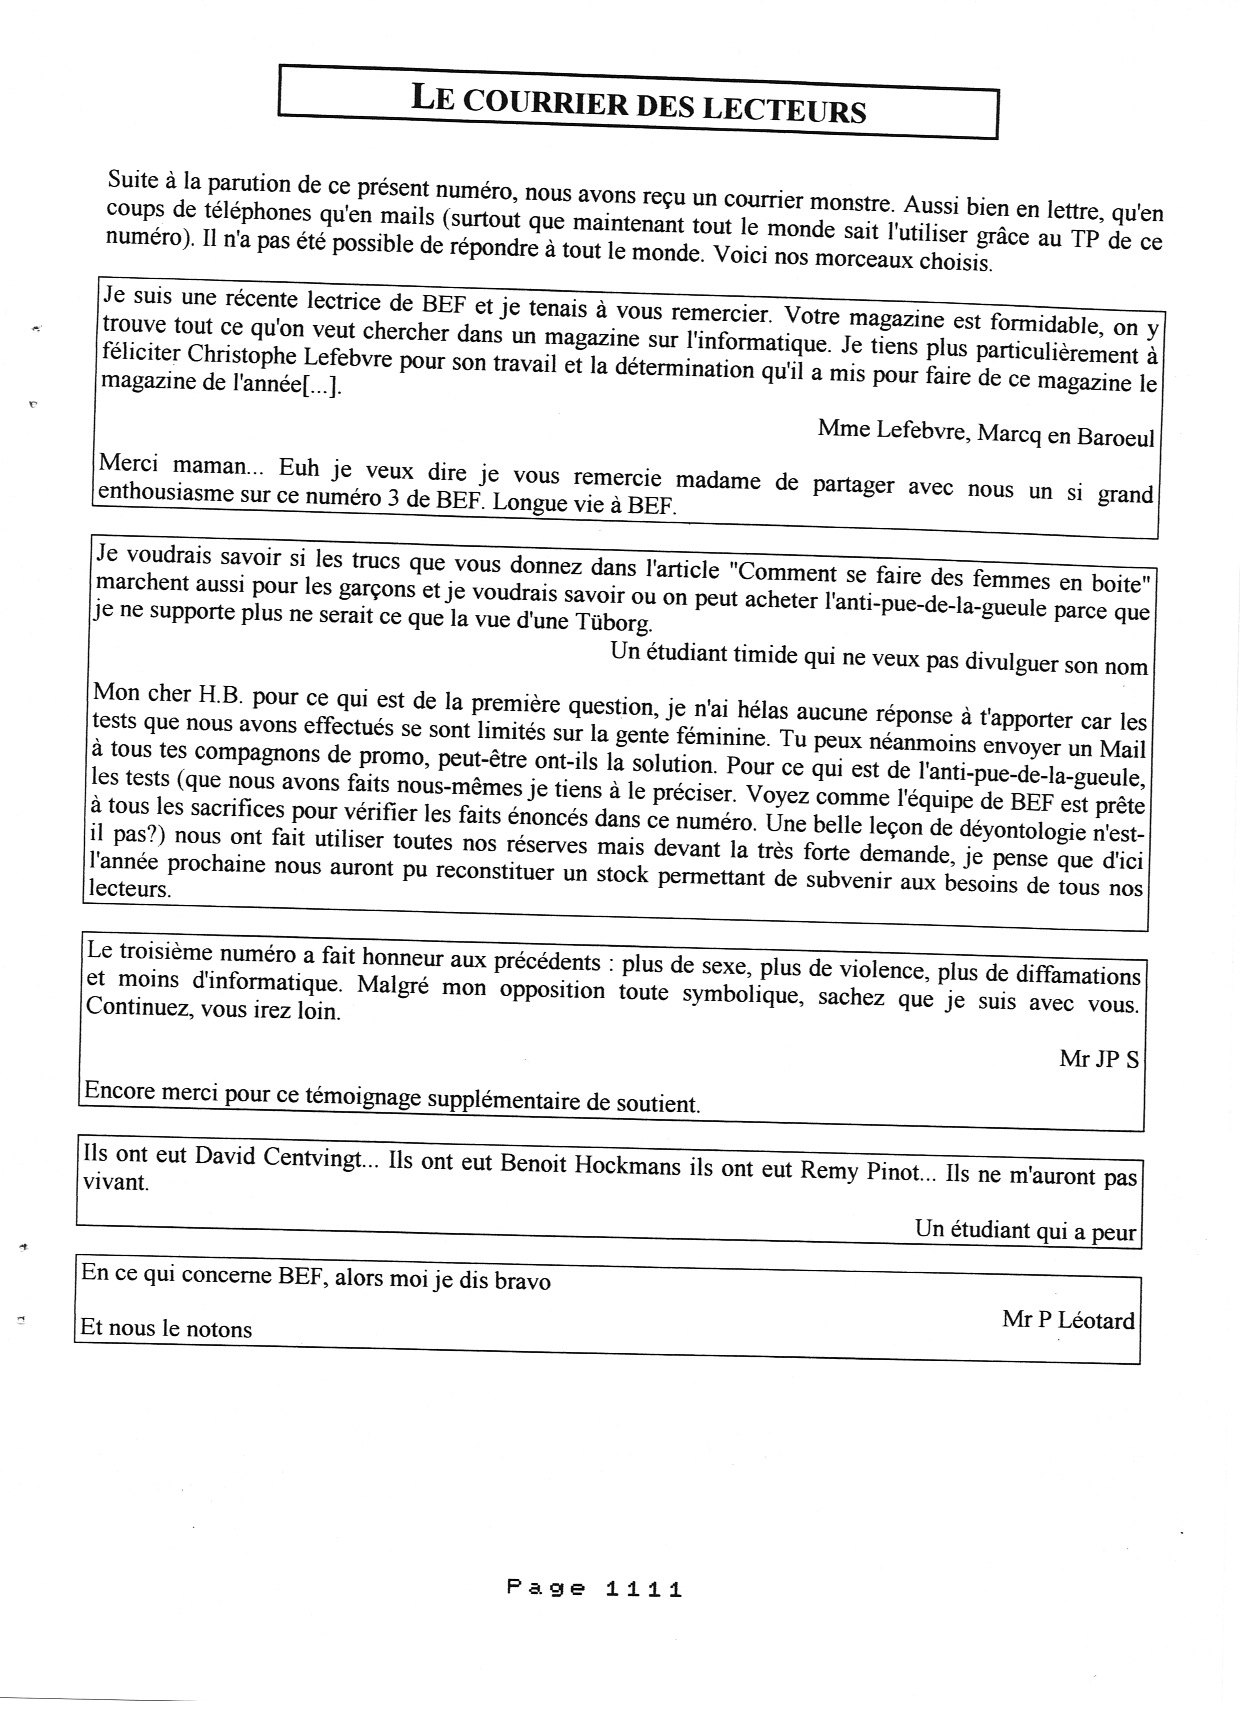 LE COURRIER DES LECTEURS
Suite à la parution de ce présent numéro, nous avons reçu un courrier monstre. Aussi bien en lettre, qu'en
coups de téléphones qu'en mails (surtout que maintenant tout le monde sait l'utiliser grâce au TP de ce
numéro). Il n'a pas été possible de répondre à tout le monde. Voici nos morceaux choisis.
Je suis une récente lectrice de BEF et je tenais à vous remercier. Votre magazine est formidable, on y
trouve tout ce qu'on veut chercher dans un magazine sur l'informatique. Je tiens plus particulièrement à
féliciter Christophe Lefebvre pour son travail et la détermination qu'il a mis pour faire de ce magazine le
magazine de l'année[...].
Mme Lefebvre, Marcq en Baroeul
Merci maman... Euh je veux dire je vous remercie madame de partager avec nous un si grand
enthousiasme sur ce numéro 3 de BEF. Longue vie à BEF.
Je voudrais savoir si les trucs que vous donnez dans l'article "Comment se faire des femmes en boite"
marchent aussi pour les garçons et je voudrais savoir ou on peut acheter l'anti-pue-de-la-gueule parce que
je ne supporte plus ne serait ce que la vue d'une Tüborg.
Un étudiant timide qui ne veux pas divulguer son nom
Mon cher H.B. pour ce qui est de la première question, je n'ai hélas aucune réponse à t'apporter car les
tests que nous avons effectués se sont limités sur la gente féminine. Tu peux néanmoins envoyer un Mail
à tous tes compagnons de promo, peut-être ont-ils la solution. Pour ce qui est de l'anti-pue-de-la-gueule,
les tests (que nous avons faits nous-mêmes je tiens à le préciser. Voyez comme l'équipe de BEF est prête
à tous les sacrifices pour vérifier les faits énoncés dans ce numéro. Une belle leçon de déyontologie n'est-
il pas?) nous ont fait utiliser toutes nos réserves mais devant la très forte demande, je pense que d'ici
l'année prochaine nous auront pu reconstituer un stock permettant de subvenir aux besoins de tous nos
lecteurs.
Le troisième numéro a fait honneur aux précédents : plus de sexe, plus de violence, plus de diffamations
et moins d'informatique. Malgré mon opposition toute symbolique, sachez que je suis avec vous.
Continuez, vous irez loin.
Mr JP S
Encore merci pour ce témoignage supplémentaire de soutient.
Ils ont eut David Centvingt... Ils ont eut Benoit Hockmans ils ont eut Remy Pinot... Ils ne m'auront pas
vivant.
Un étudiant qui a peur
En ce qui concerne BEF, alors moi je dis bravo
Mr P Léotard
Et nous le notons
Page 1111